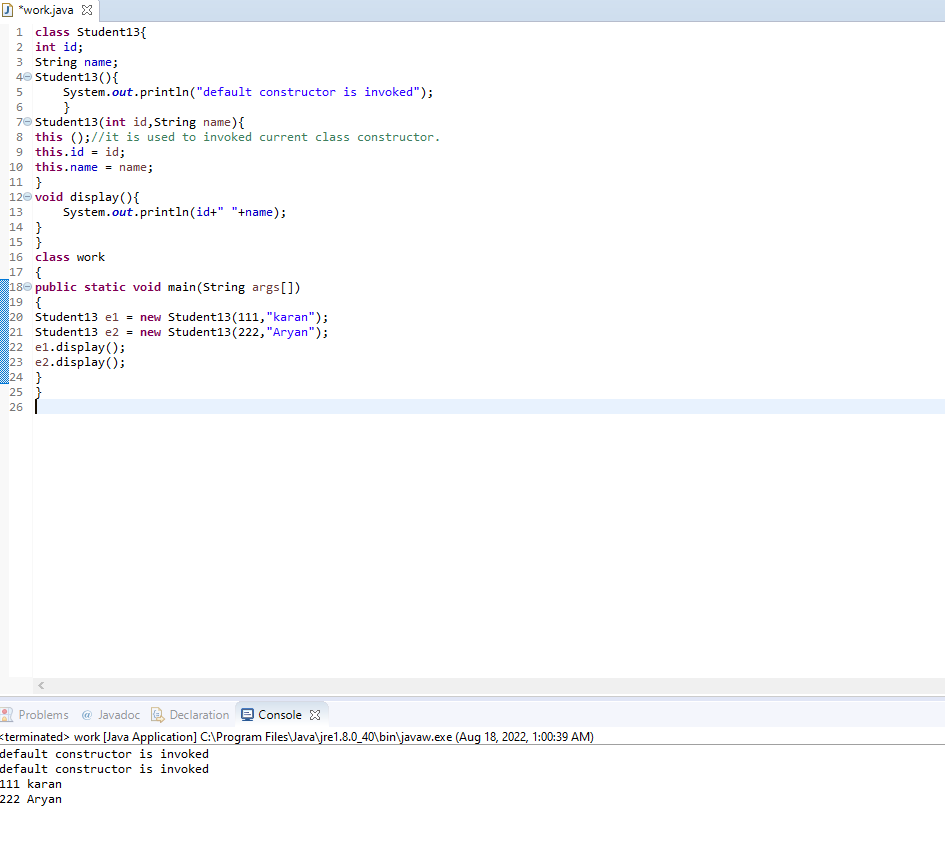 *work.java
1 class Student13{
2 int id;
3 String name;
4 Student13(){
5     System.out.println("default constructor is invoked");
6     }
7 Student13(int id,String name){
8 this ();//it is used to invoked current class constructor.
9 this.id = id;
10 this.name = name;
11 }
12 void display(){
13     System.out.println(id+" "+name);
14 }
15 }
16 class work
17 {
18 public static void main(String args[])
19 {
20 Student13 e1 = new Student13(111,"karan");
21 Student13 e2 = new Student13(222,"Aryan");
22 e1.display();
23 e2.display();
24 }
25 }
26
Problems @ Javadoc Declaration Console
<terminated> work [Java Application] C:\Program Files\Java\jre1.8.0_40\bin\javaw.exe (Aug 18, 2022, 1:00:39 AM)
default constructor is invoked
default constructor is invoked
111 karan
222 Aryan